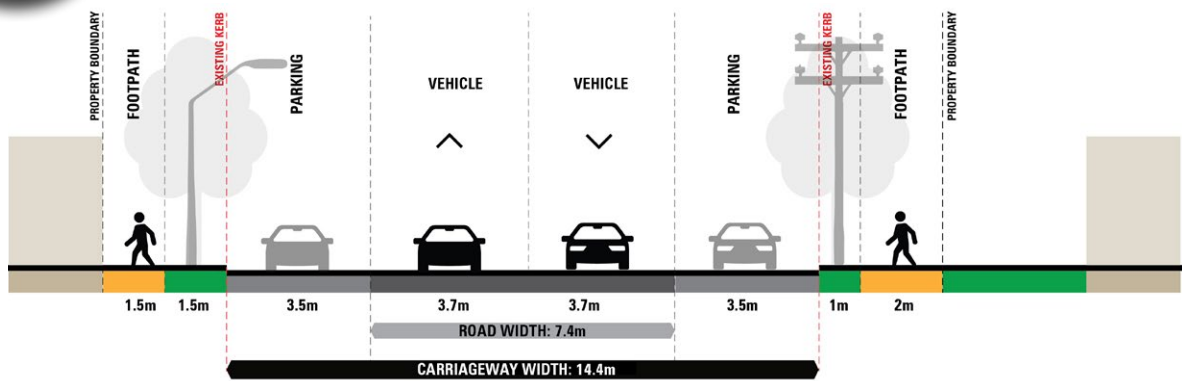 PROPERTY BOUNDARY
FOOTPATH
EXISTING KERB
PARKING
VEHICLE
VEHICLE
PARKING
EXISTING KERB
FOOTPATH
PROPERTY BOUNDARY
1.5m
1.5m
3.5m
3.7m
3.7m
3.5m
1m
2m
ROAD WIDTH: 7.4m
CARRIAGEWAY WIDTH: 14.4m